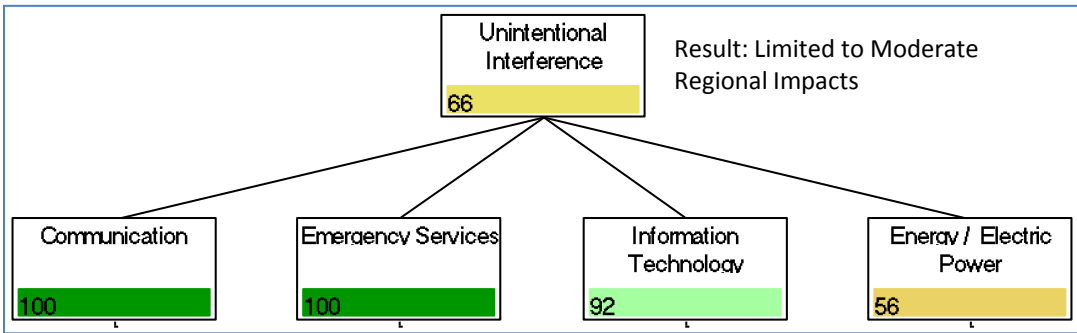 Unintentional
Interference
66
Result: Limited to Moderate
Regional Impacts
Communication
100
Emergency Services
100
Information
Technology
92
Energy / Electric
Power
56